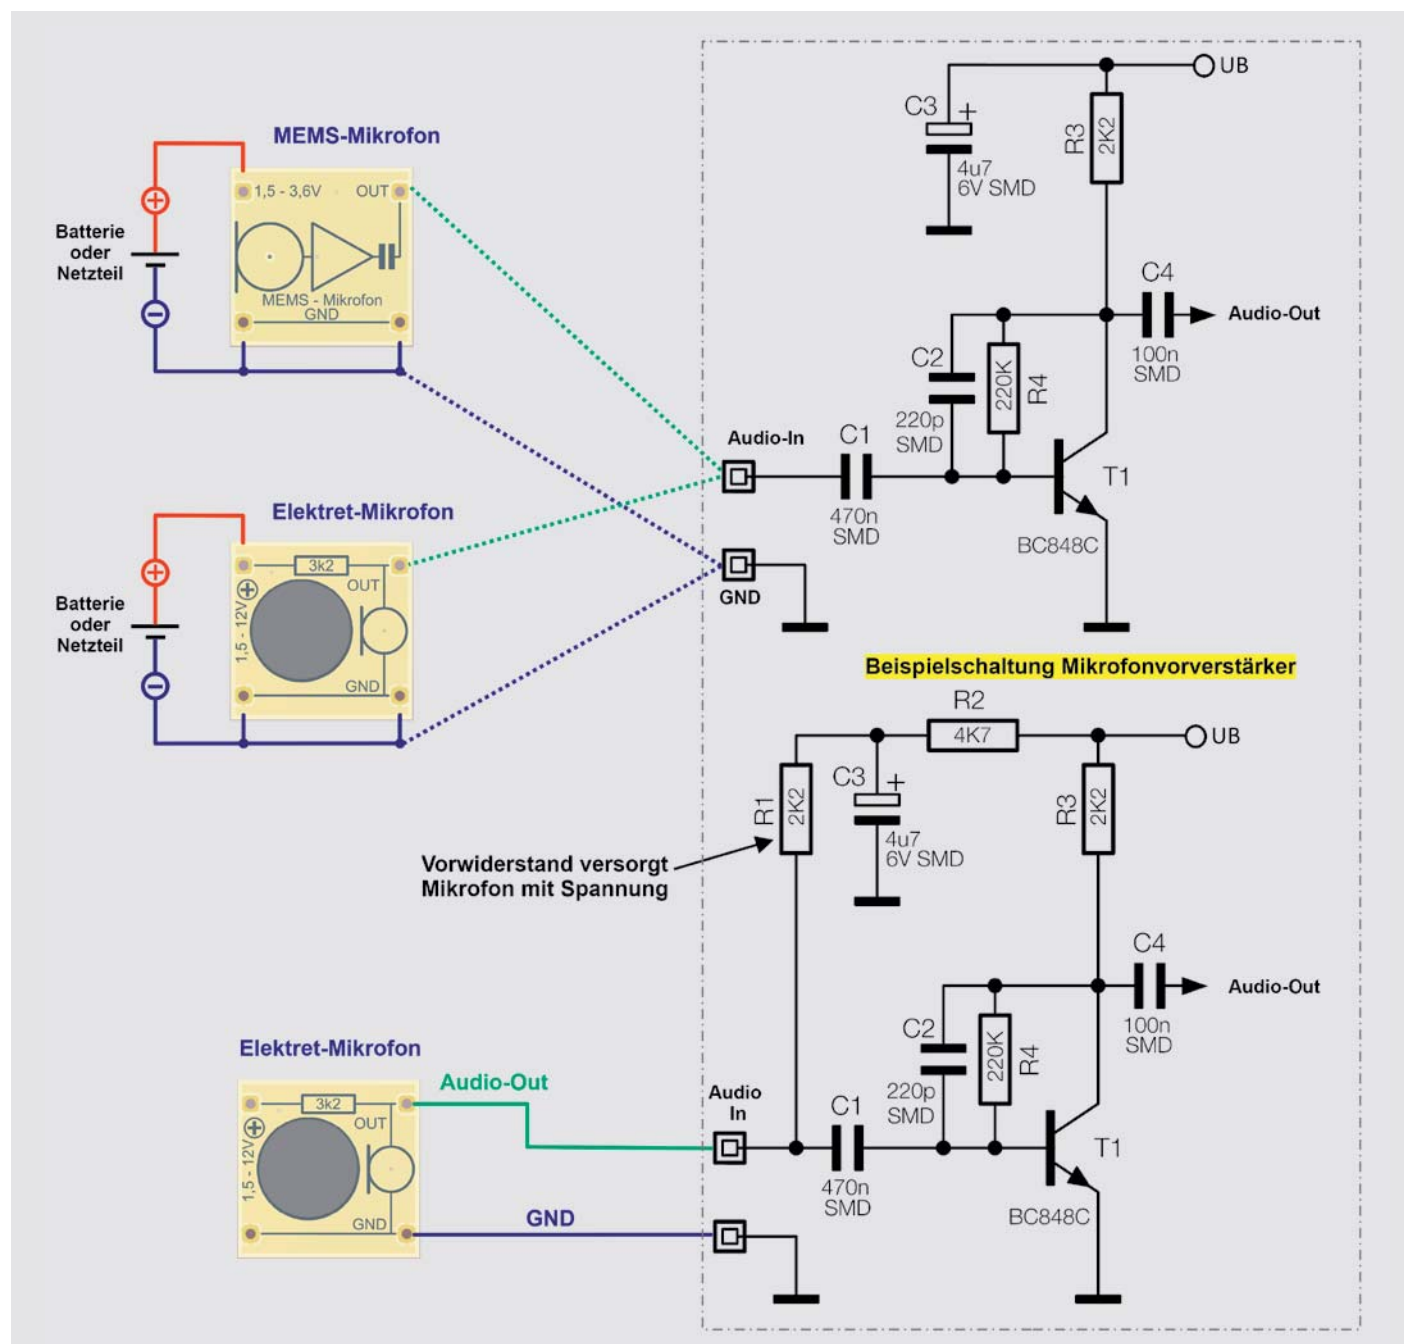 UB
C3
+
4u7
6V SMD
R3
2K2
MEMS-Mikrofon
1,5 - 3,6V
OUT
MEMS - Mikrofon
GND
Batterie
oder
Netzteil
+
−
C4
100n
SMD
Audio-Out
C2
220p
SMD
220K
R4
Audio-In
C1
470n
SMD
T1
BC848C
GND
Elektret-Mikrofon
3k2
OUT
+
1,5 - 12V
GND
Batterie
oder
Netzteil
+
−
Beispielschaltung Mikrofonvorverstärker
R2
4K7
UB
R1
2K2
C3
+
4u7
6V SMD
R3
2K2
Vorwiderstand versorgt
Mikrofon mit Spannung
C4
100n
SMD
Audio-Out
C2
220p
SMD
220K
R4
Elektret-Mikrofon
3k2
OUT
+
1,5 - 12V
GND
Audio-Out
GND
Audio
In
C1
470n
SMD
T1
BC848C